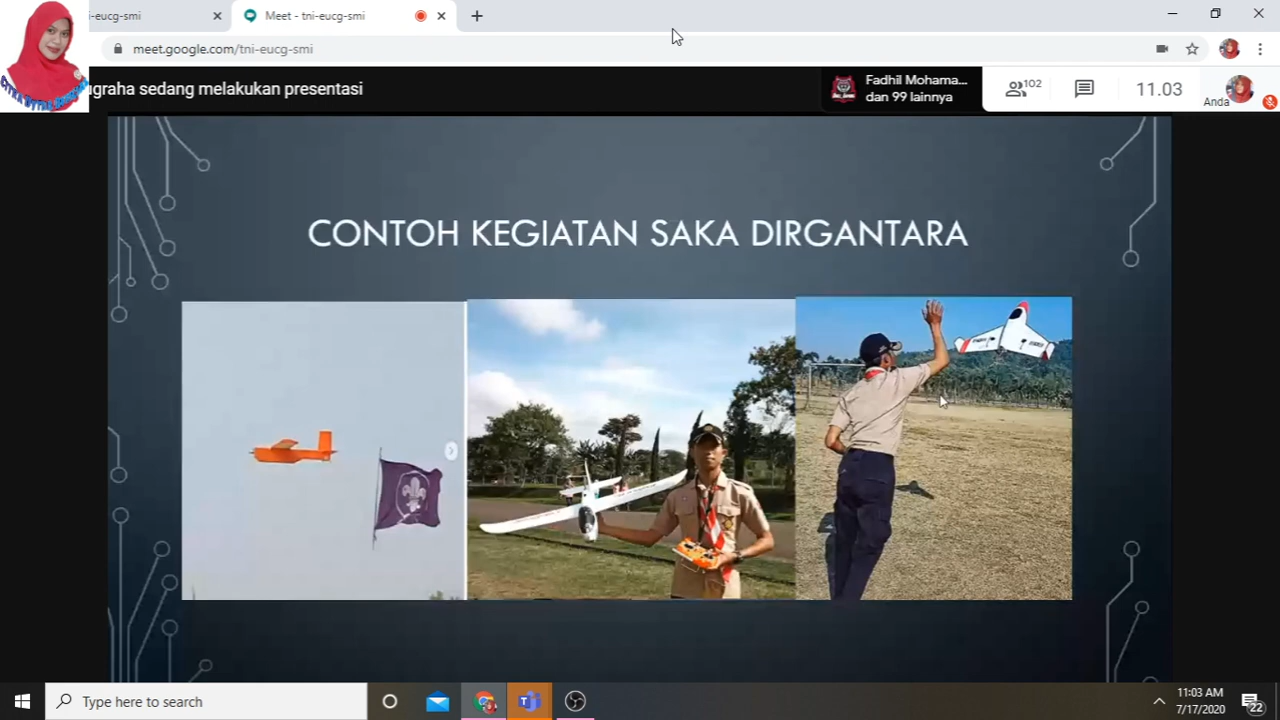 -eucg-smi
Meet - tni-eucg-smi
meet.google.com/tni-eucg-smi
ugraha sedang melakukan presentasi
Fadhil Mohama...
dan 99 lainnya
102
11.03
Anda
CONTOH KEGIATAN SAKA DIRGANTARA
Type here to search
11:03 AM
7/17/2020
22